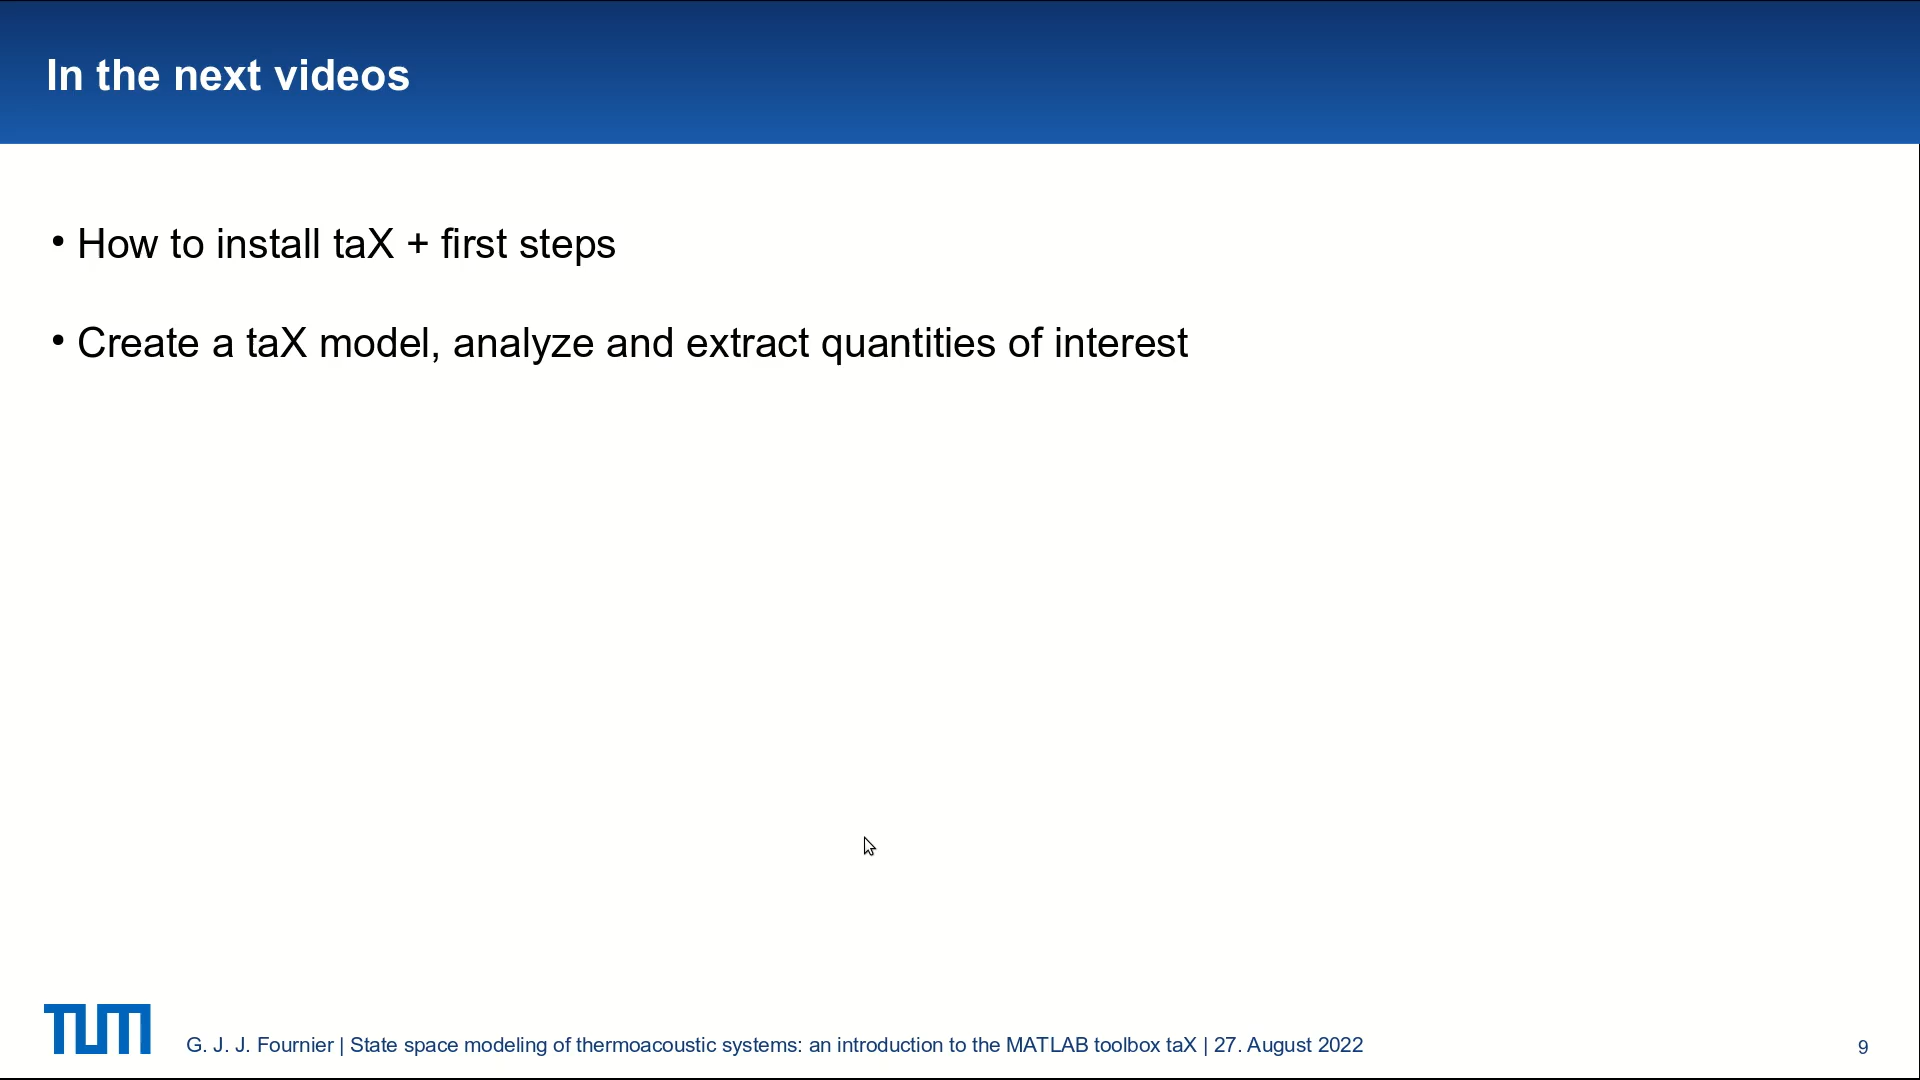 In the next videos
• How to install taX + first steps
• Create a taX model, analyze and extract quantities of interest
TUM
G. J. J. Fournier | State space modeling of thermoacoustic systems: an introduction to the MATLAB toolbox taX | 27. August 2022
9